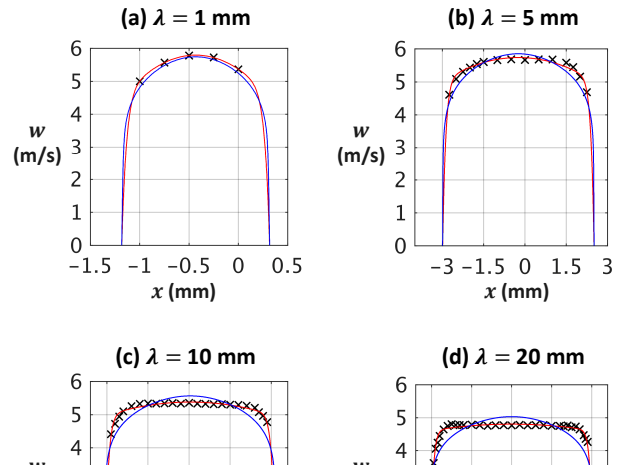 (a) λ = 1 mm
(b) λ = 5 mm
6
5
4
3
2
1
0
w
(m/s)
−1.5 −1 −0.5 0 0.5
x (mm)
6
5
4
3
2
1
0
w
(m/s)
−3 −1.5 0 1.5 3
x (mm)
(c) λ = 10 mm
(d) λ = 20 mm
6
5
4
6
5
4